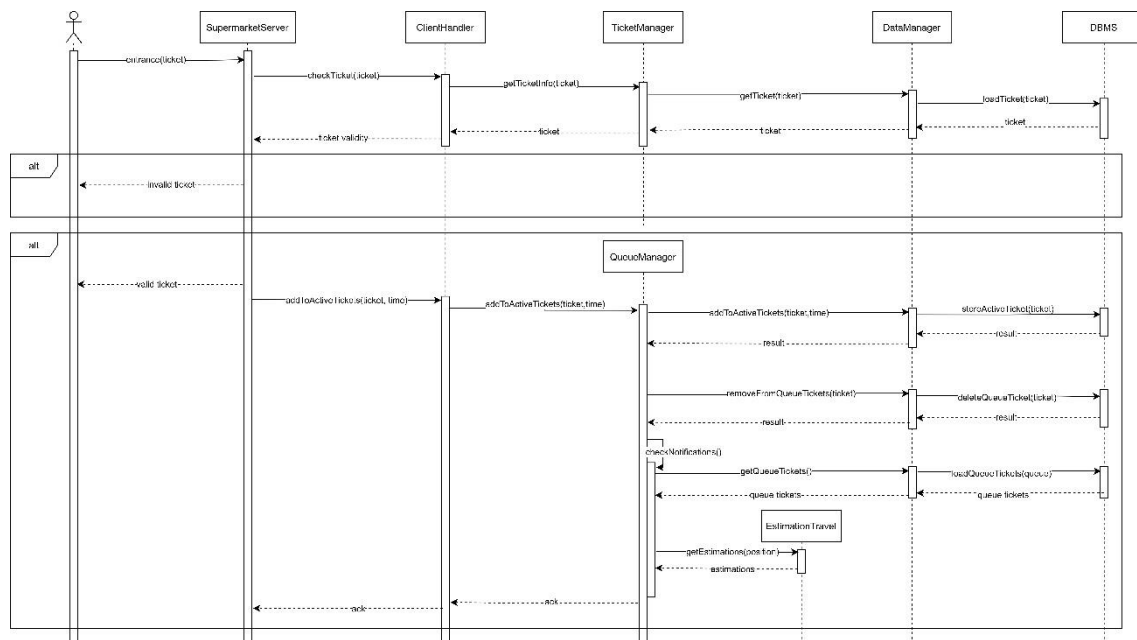 SupermarketServer
ClientHandler
TicketManager
DataManager
DBMS
entrance(ticket)
checkTicket(ticket)
getTicketInfo(ticket)
getTicket(ticket)
loadTicket(ticket)
ticket
ticket
ticket
ticket validity
alt
invalid ticket
alt
QueueManager
valid ticket
addToActiveTickets(ticket, time)
addToActiveTickets(ticket,time)
addToActiveTickets(ticket,time)
storeActiveTicket(ticket)
result
result
removeFromQueueTickets(ticket)
deleteQueueTicket(ticket)
result
result
checkNotifications()
getQueueTickets()
loadQueueTickets(queue)
queue tickets
queue tickets
EstimationTravel
getEstimations(position)
estimations
ack
ack